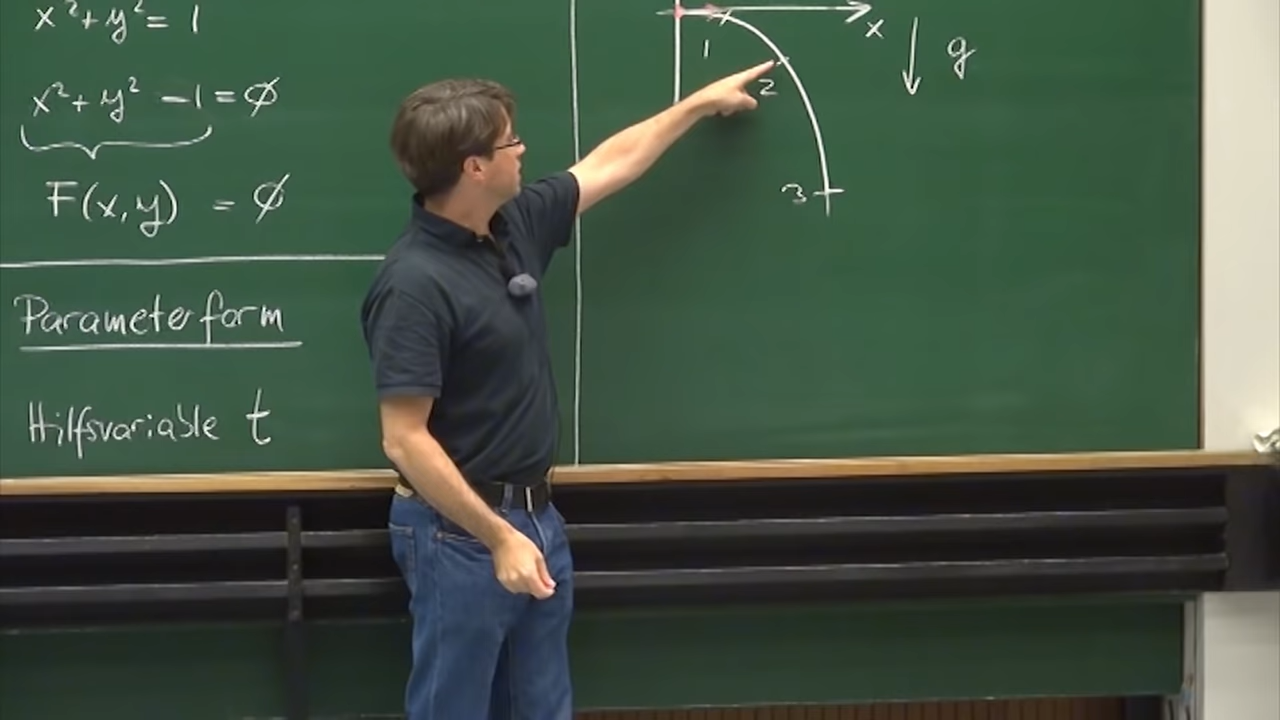 x²+y²= 1
x²+y² -1=∅
F(x,y) = ∅
Parameterform
Hilfsvariable t
x
g
1
2
3